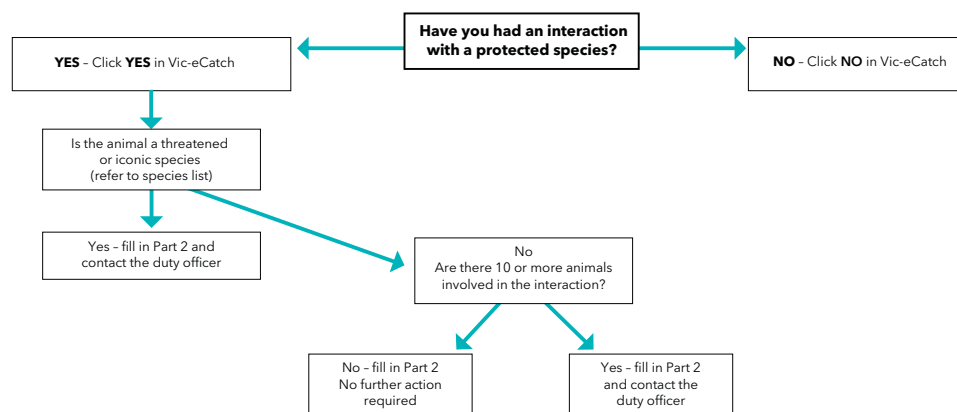 Have you had an interaction
with a protected species?
YES – Click YES in Vic-eCatch
NO – Click NO in Vic-eCatch
Is the animal a threatened
or iconic species
(refer to species list)
Yes – fill in Part 2 and
contact the duty officer
No
Are there 10 or more animals
involved in the interaction?
No – fill in Part 2
No further action
required
Yes – fill in Part 2
and contact the
duty officer